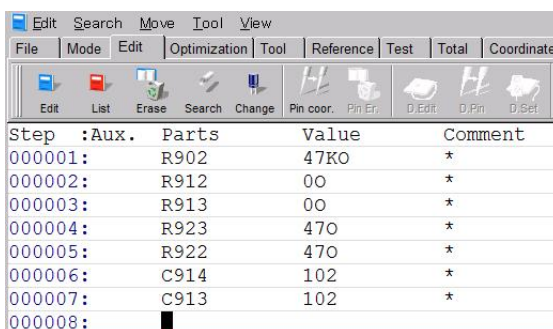 Edit Search Move Tool View
File Mode Edit Optimization Tool Reference Test Total Coordinate
Edit List Erase Search Change Pin coor. Pin Er. D.Edit D.Pin D.Set
Step :Aux. Parts Value Comment
000001: R902 47KO *
000002: R912 0O *
000003: R913 0O *
000004: R923 47O *
000005: R922 47O *
000006: C914 102 *
000007: C913 102 *
000008: